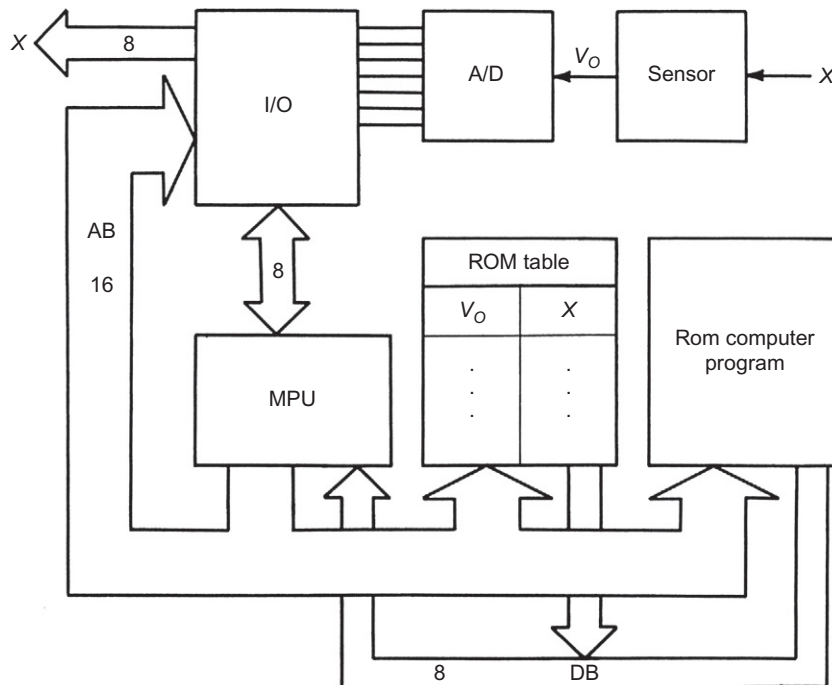 X
8
I/O
A/D
V_O
Sensor
X
AB
16
8
ROM table
V_O
X
Rom computer
program
MPU
8
DB